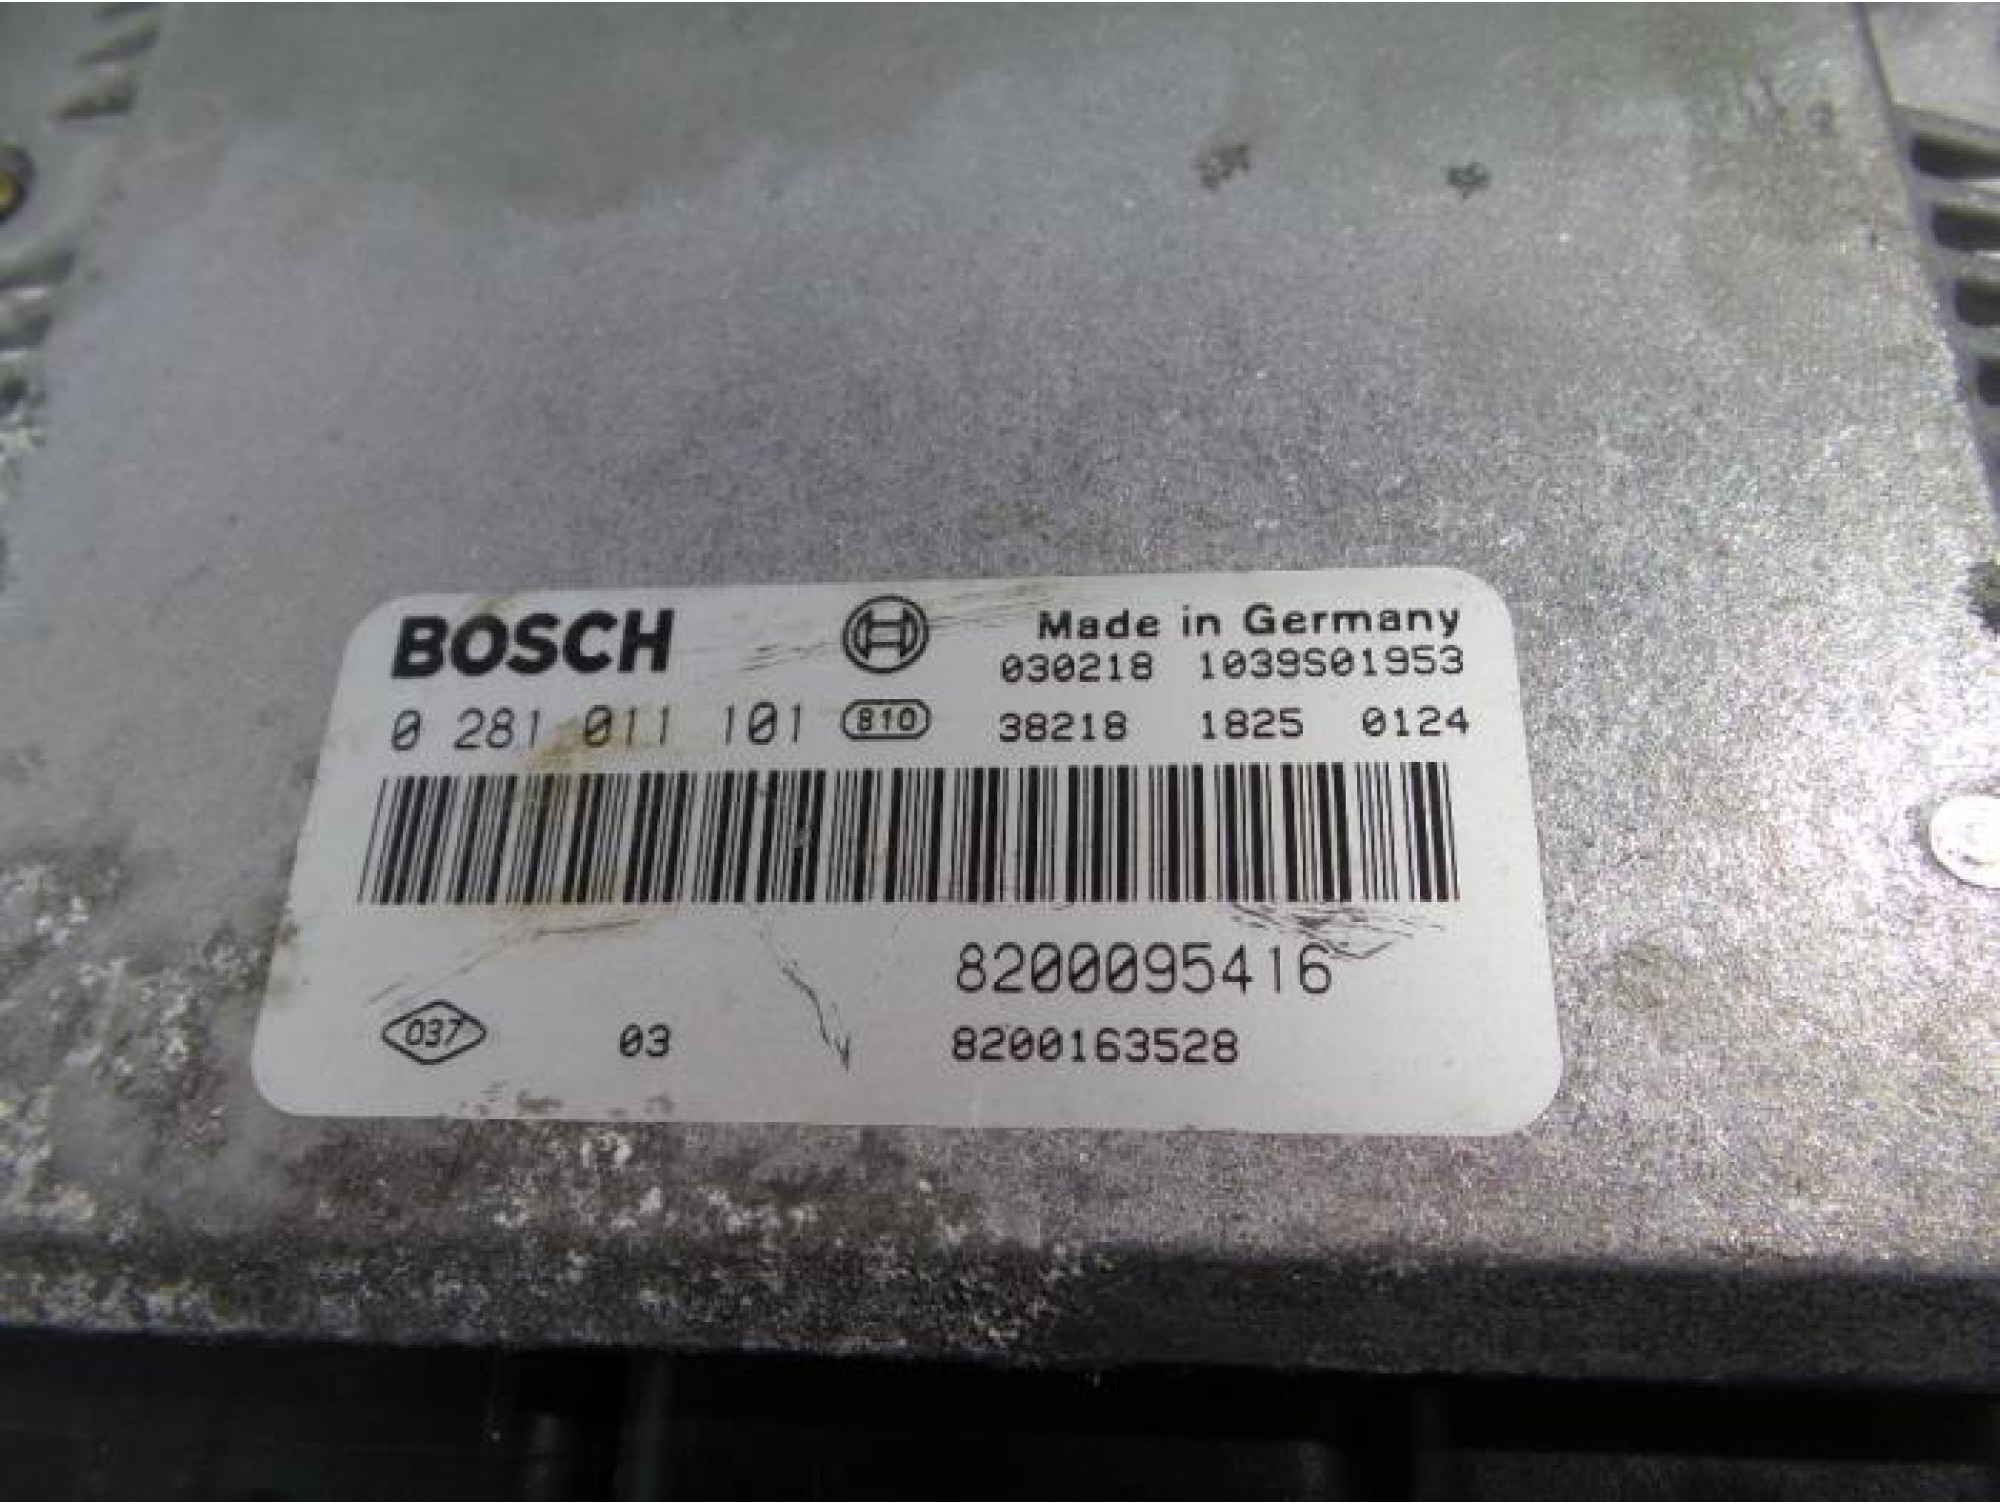 BOSCH
Made in Germany
030218 1039S01953
0 281 011 101 810 38218 1825 0124
8200095416
037 03 8200163528